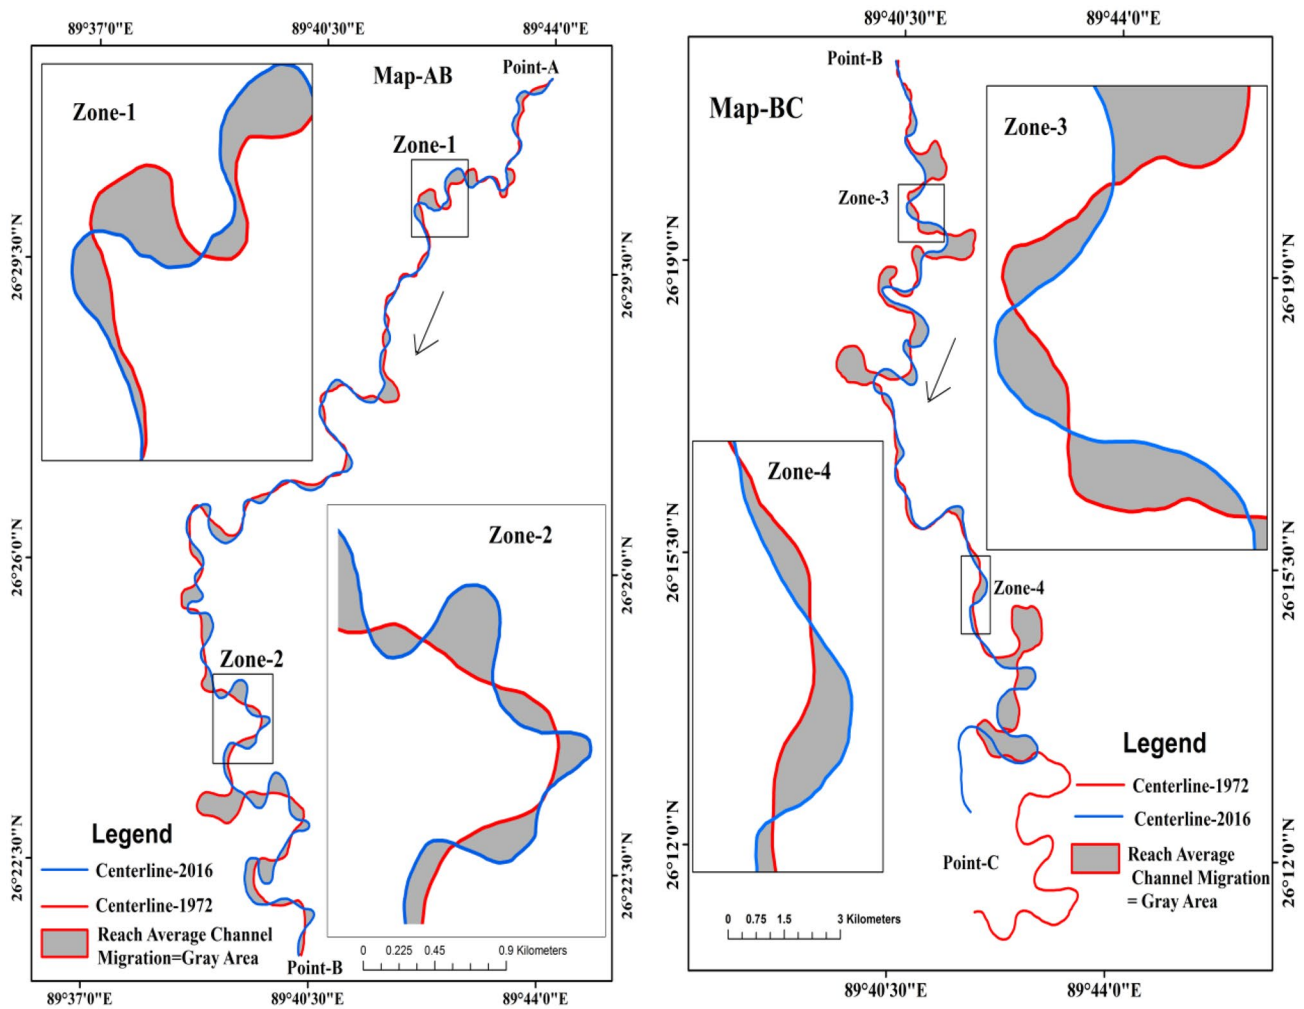 89°37'0"E
89°40'30"E
89°44'0"E
Map-AB
Point-A
Zone-1
Zone-1
26°29'30"N
26°29'30"N
26°26'0"N
26°26'0"N
Zone-2
Zone-2
26°22'30"N
26°22'30"N
Legend
Centerline-2016
Centerline-1972
Reach Average Channel
Migration=Gray Area
Point-B
0 0.225 0.45 0.9 Kilometers
89°37'0"E
89°40'30"E
89°44'0"E
89°40'30"E
89°44'0"E
Point-B
Map-BC
Zone-3
Zone-3
26°19'0"N
26°19'0"N
Zone-4
26°15'30"N
26°15'30"N
Zone-4
Legend
Centerline-1972
Centerline-2016
Reach Average
Channel Migration
= Gray Area
26°12'0"N
26°12'0"N
Point-C
0 0.75 1.5 3 Kilometers
89°40'30"E
89°44'0"E